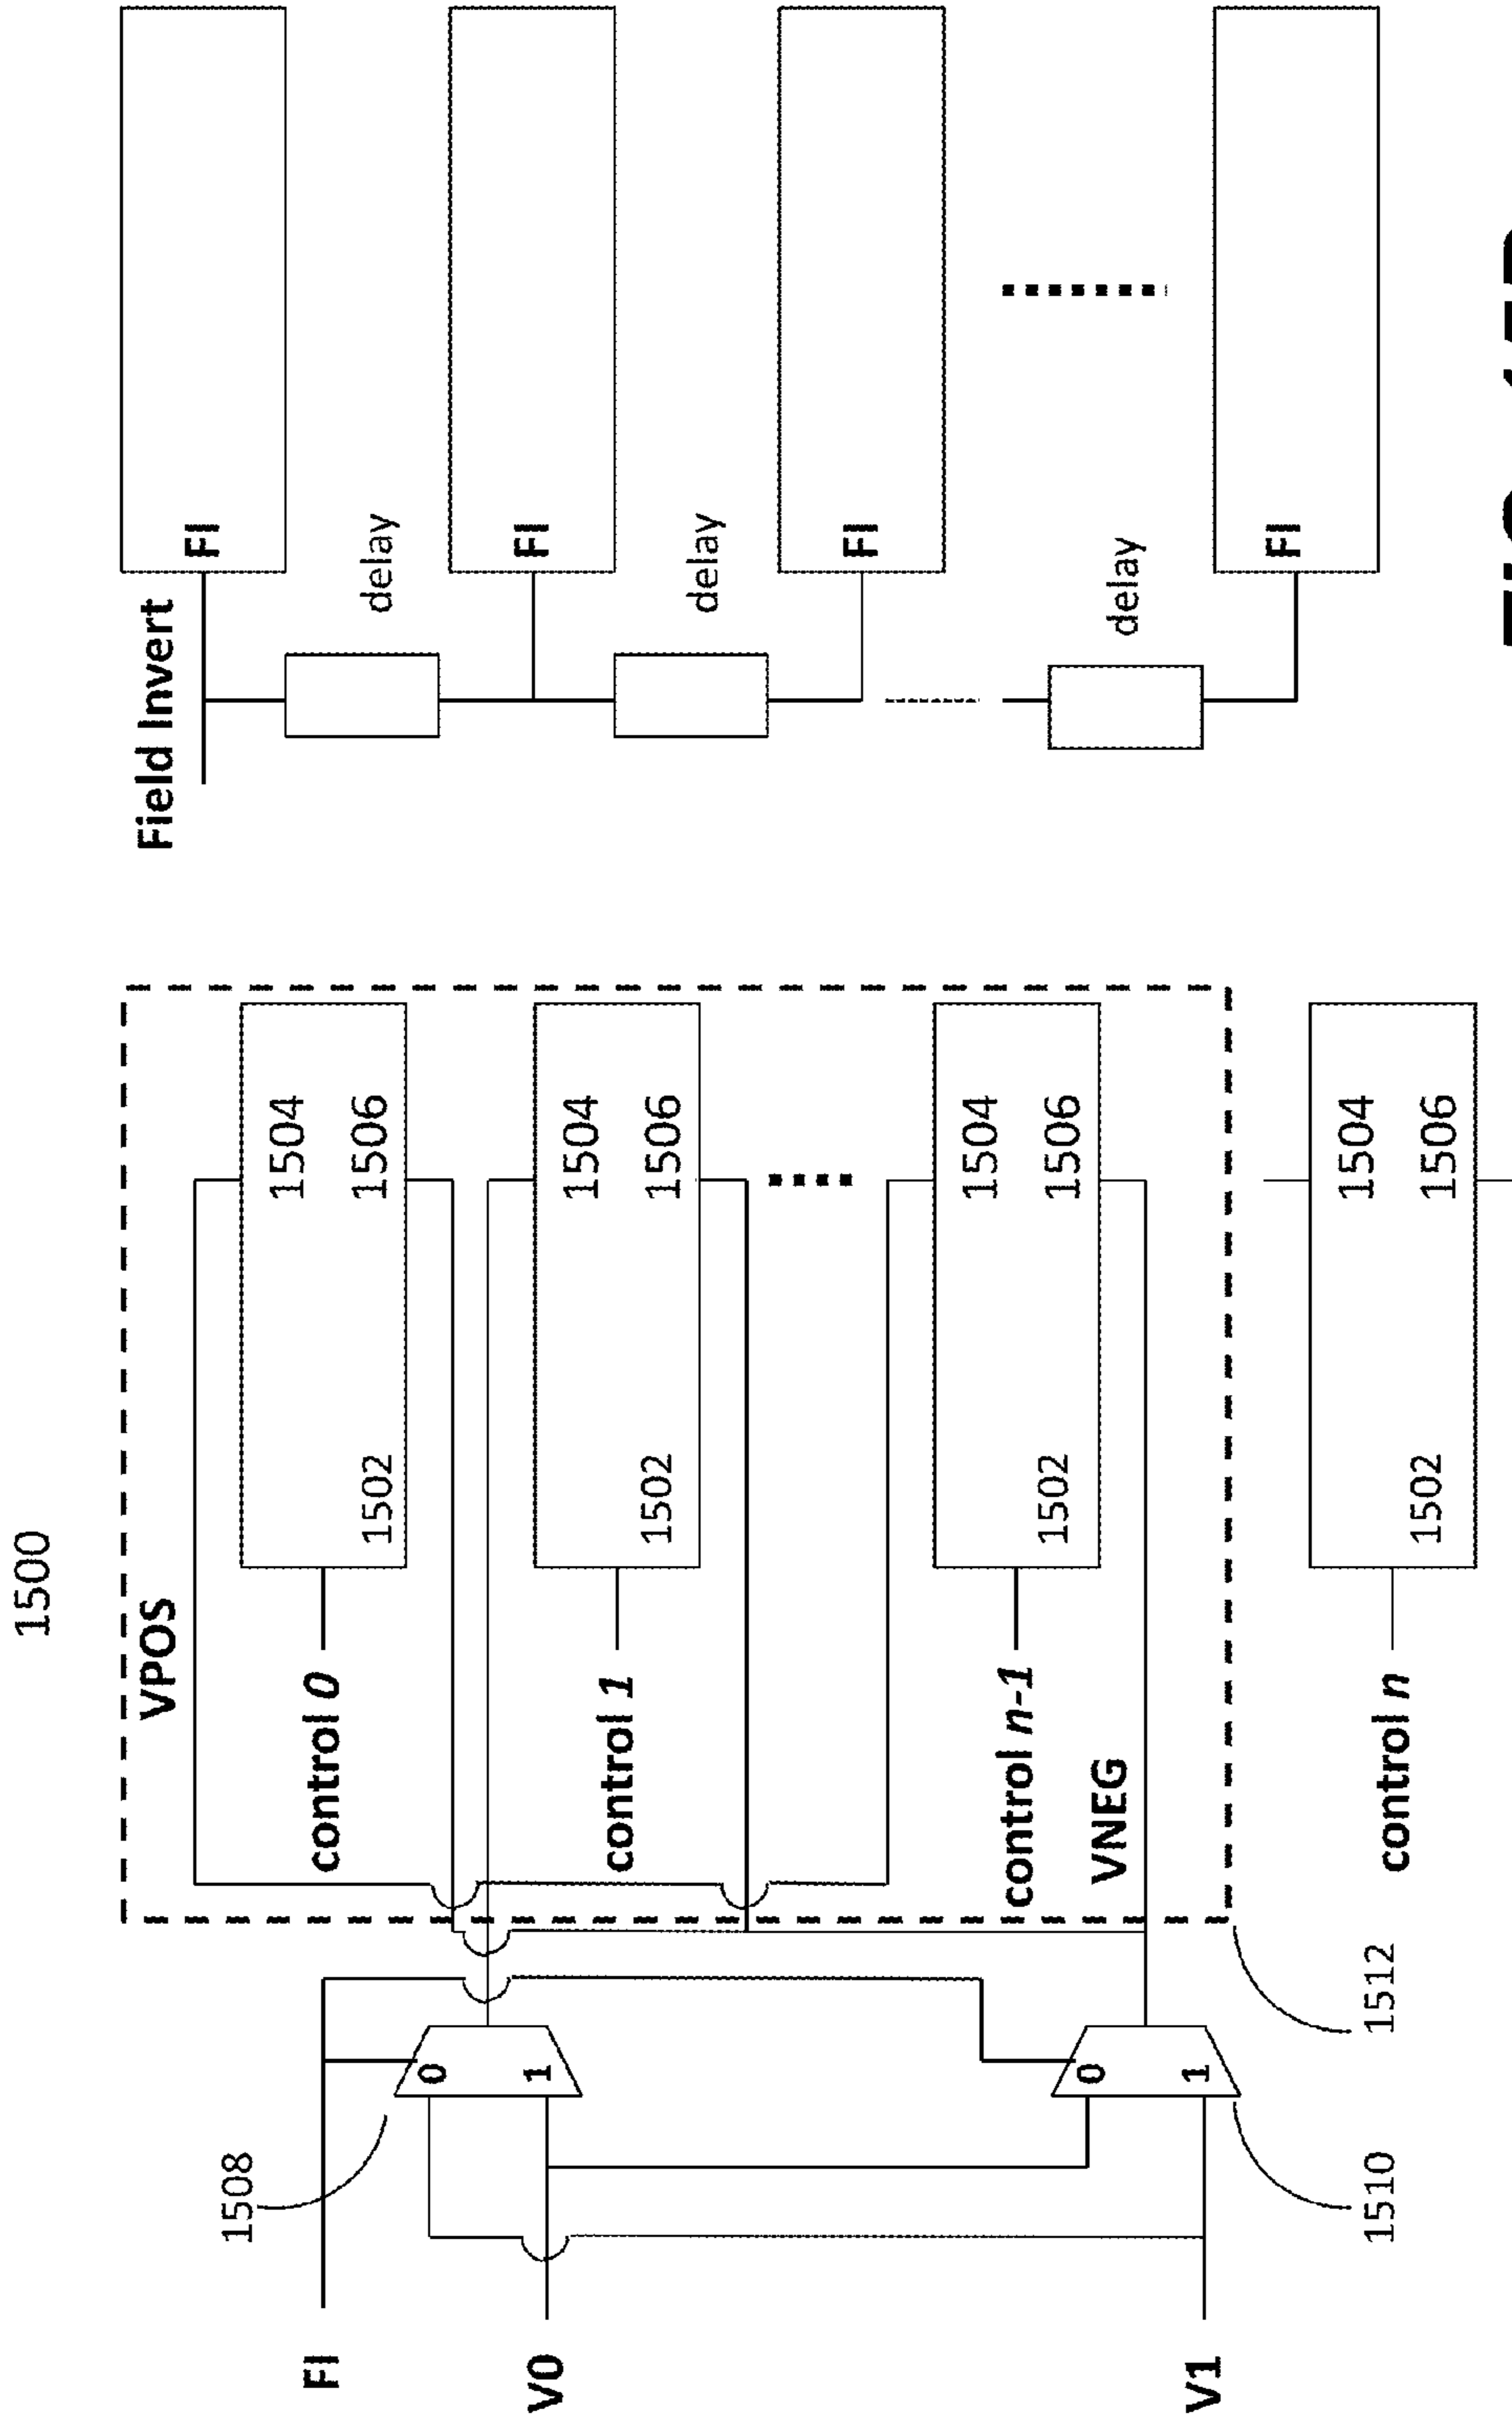 1500
VPOS
control 0
1502
1504
1506
control 1
1502
1504
1506
control n-1
1502
1504
1506
VNEG
control n
1502
1504
1506
FI
V0
V1
1508
0
1
0
1
1510
1512
Field Invert
FI
delay
FI
delay
FI
delay
FI